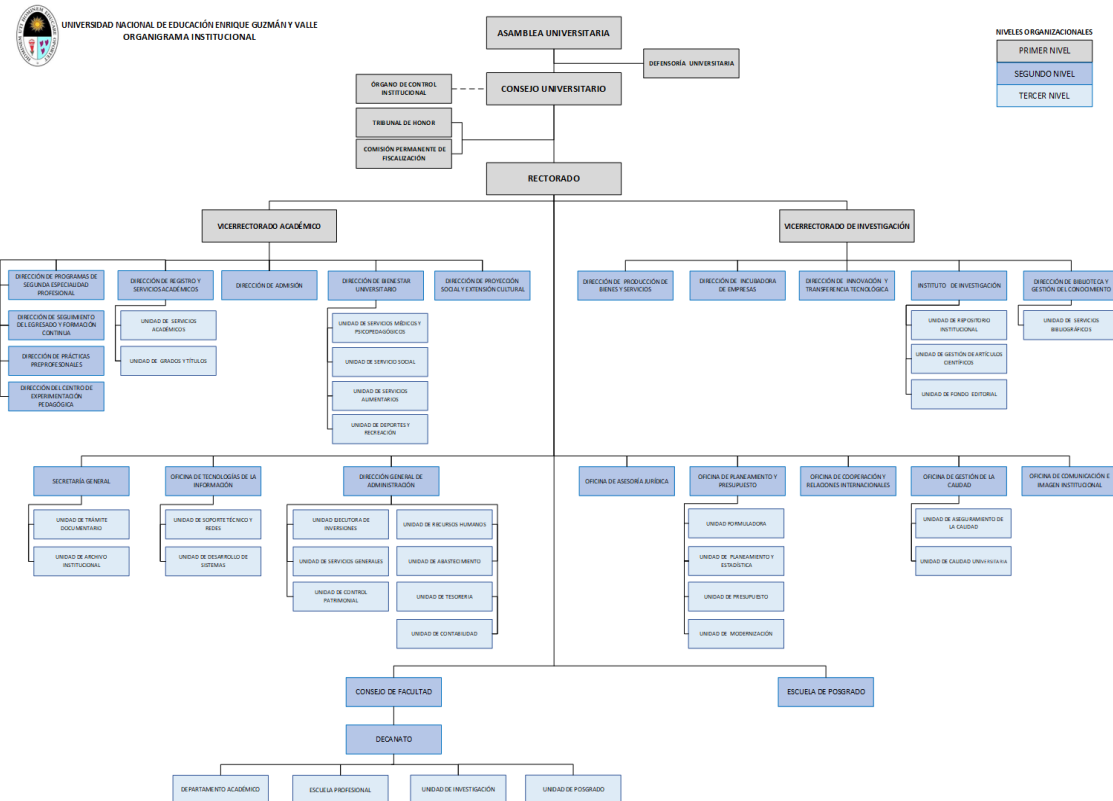 UNIVERSIDAD NACIONAL DE EDUCACIÓN ENRIQUE GUZMÁN Y VALLE
ORGANIGRAMA INSTITUCIONAL
NIVELES ORGANIZACIONALES
PRIMER NIVEL
SEGUNDO NIVEL
TERCER NIVEL
ASAMBLEA UNIVERSITARIA
DEFENSORÍA UNIVERSITARIA
ÓRGANO DE CONTROL
INSTITUCIONAL
CONSEJO UNIVERSITARIO
TRIBUNAL DE HONOR
COMISIÓN PERMANENTE DE
FISCALIZACIÓN
RECTORADO
VICERRECTORADO ACADÉMICO
VICERRECTORADO DE INVESTIGACIÓN
DIRECCIÓN DE PROGRAMAS DE
SEGUNDA ESPECIALIDAD
PROFESIONAL
DIRECCIÓN DE SEGUIMIENTO
DEL EGRESADO Y FORMACIÓN
CONTINUA
DIRECCIÓN DE PRÁCTICAS
PREPROFESONALES
DIRECCIÓN DEL CENTRO DE
EXPERIMENTACIÓN
PEDAGÓGICA
DIRECCIÓN DE REGISTRO Y
SERVICIOS ACADÉMICOS
UNIDAD DE SERVICIOS
ACADÉMICOS
UNIDAD DE GRADOS Y TÍTULOS
DIRECCIÓN DE ADMISIÓN
DIRECCIÓN DE BIENESTAR
UNIVERSITARIO
UNIDAD DE SERVICIOS MÉDICOS Y
PSICOPEDAGÓGICOS
UNIDAD DE SERVICIO SOCIAL
UNIDAD DE SERVICIOS
ALIMENTARIOS
UNIDAD DE DEPORTES Y
RECREACIÓN
DIRECCIÓN DE PROYECCIÓN
SOCIAL Y EXTENSIÓN CULTURAL
DIRECCIÓN DE PRODUCCIÓN DE
BIENES Y SERVICIOS
DIRECCIÓN DE INCUBADORA
DE EMPRESAS
DIRECCIÓN DE INNOVACIÓN Y
TRANSFERENCIA TECNOLÓGICA
INSTITUTO DE INVESTIGACIÓN
UNIDAD DE REPOSITORIO
INSTITUCIONAL
UNIDAD DE GESTIÓN DE ARTÍCULOS
CIENTÍFICOS
UNIDAD DE FONDO EDITORIAL
DIRECCIÓN DE BIBLIOTECA Y
GESTIÓN DEL CONOCIMIENTO
UNIDAD DE SERVICIOS
BIBLIOGRÁFICOS
SECRETARÍA GENERAL
UNIDAD DE TRÁMITE
DOCUMENTARIO
UNIDAD DE ARCHIVO
INSTITUCIONAL
OFICINA DE TECNOLOGÍAS DE LA
INFORMACIÓN
UNIDAD DE SOPORTE TÉCNICO Y
REDES
UNIDAD DE DESARROLLO DE
SISTEMAS
DIRECCIÓN GENERAL DE
ADMINISTRACIÓN
UNIDAD EJECUTORA DE
INVERSIONES
UNIDAD DE SERVICIOS GENERALES
UNIDAD DE CONTROL
PATRIMONIAL
UNIDAD DE RECURSOS HUMANOS
UNIDAD DE ABASTECIMIENTO
UNIDAD DE TESORERIA
UNIDAD DE CONTABILIDAD
OFICINA DE ASESORÍA JURÍDICA
OFICINA DE PLANEAMIENTO Y
PRESUPUESTO
UNIDAD FORMULADORA
UNIDAD DE PLANEAMIENTO Y
ESTADÍSTICA
UNIDAD DE PRESUPUESTO
UNIDAD DE MODERNIZACIÓN
OFICINA DE COOPERACIÓN Y
RELACIONES INTERNACIONALES
OFICINA DE GESTIÓN DE LA
CALIDAD
UNIDAD DE ASEGURAMIENTO DE
LA CALIDAD
UNIDAD DE CALIDAD UNIVERSITARIA
OFICINA DE COMUNICACIÓN E
IMAGEN INSTITUCIONAL
CONSEJO DE FACULTAD
ESCUELA DE POSGRADO
DECANATO
DEPARTAMENTO ACADÉMICO
ESCUELA PROFESIONAL
UNIDAD DE INVESTIGACIÓN
UNIDAD DE POSGRADO